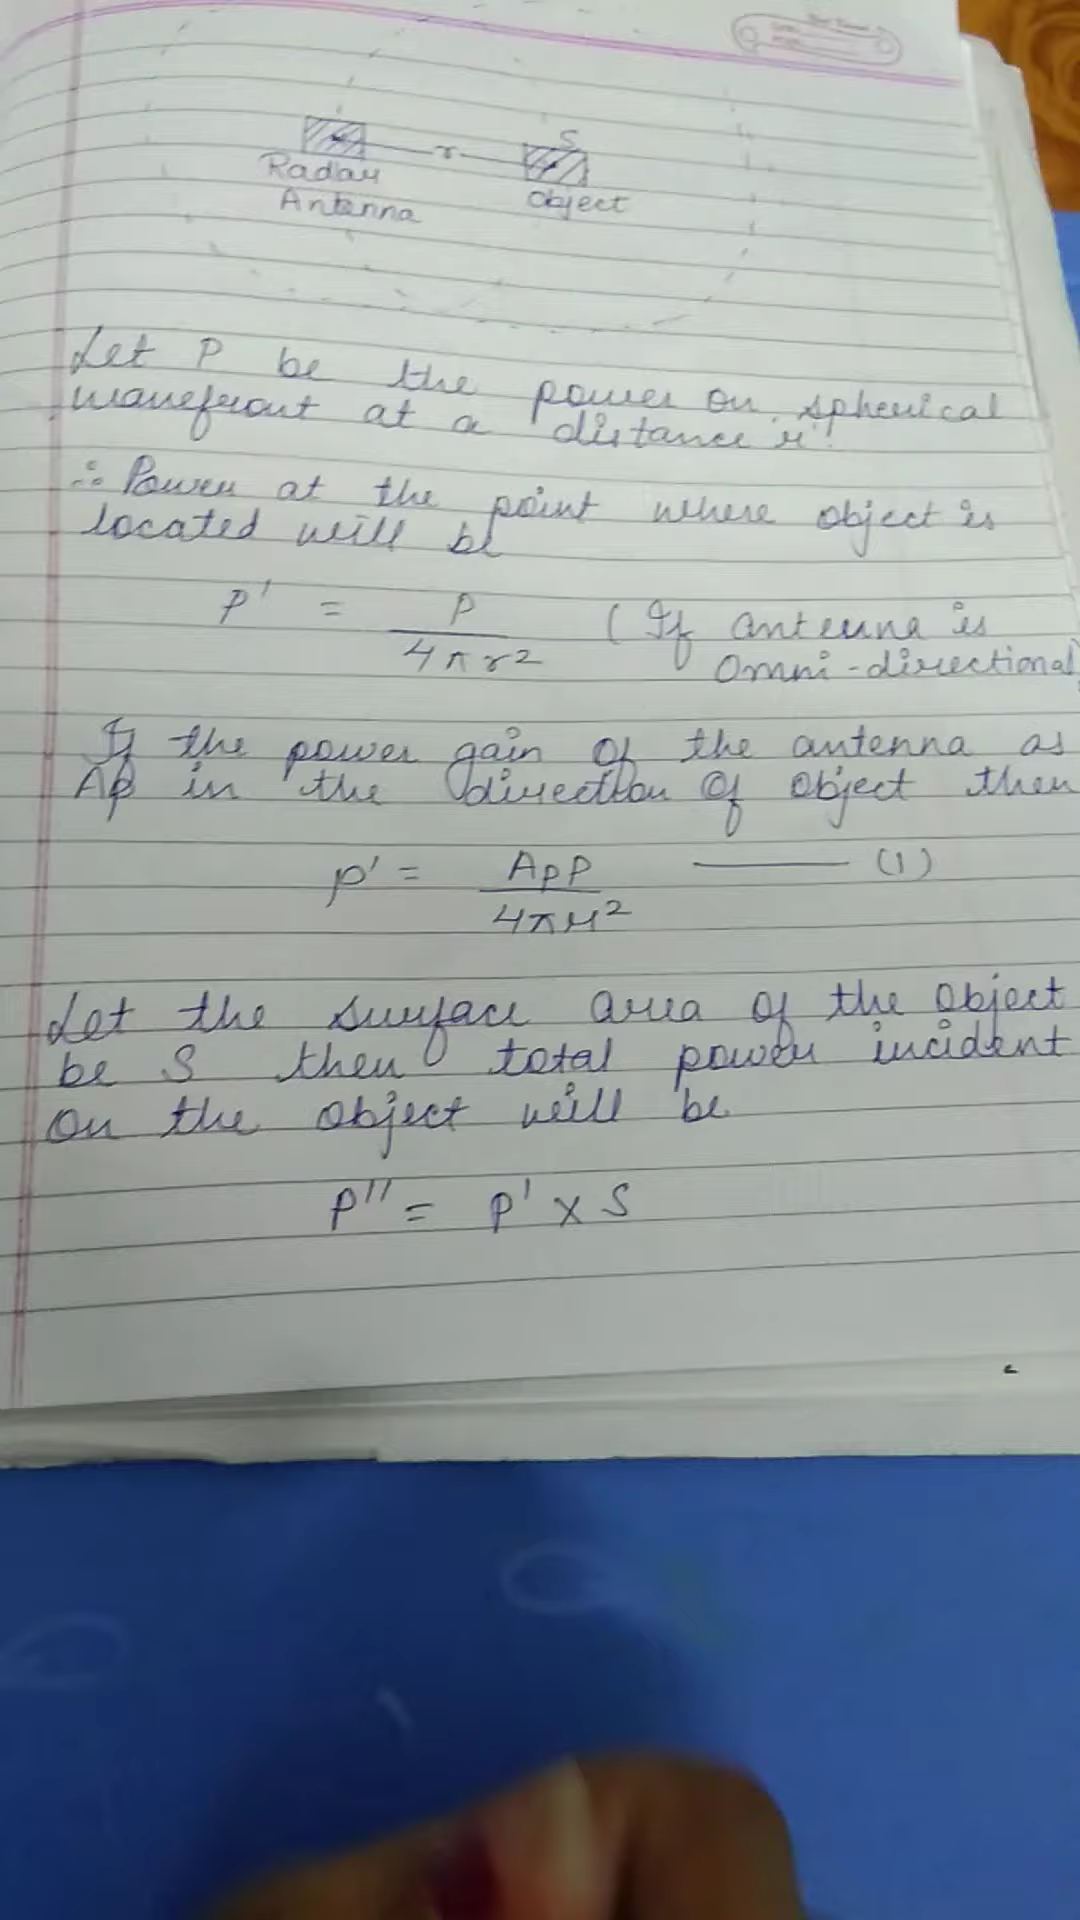 S
r
Radar
Antenna
Object
Let P be the power on spherical
wavefront at a distance 'r'.
∴ Power at the point where object is
located will be
P' = P / 4πr² (If antenna is
Omni-directional)
If the power gain of the antenna as
Ap in the direction of object then
P' = ApP / 4πr² —— (1)
Let the surface area of the object
be S then total power incident
on the object will be
P'' = P' × S